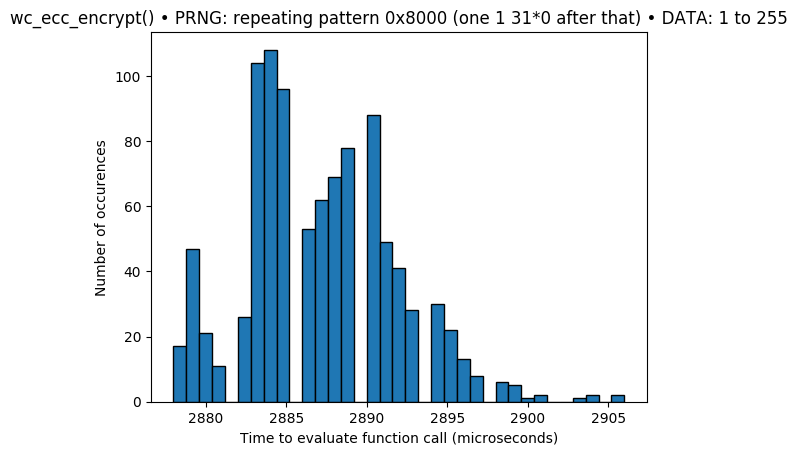 wc_ecc_encrypt() • PRNG: repeating pattern 0x8000 (one 1 31*0 after that) • DATA: 1 to 255
Number of occurences
100
80
60
40
20
0
2880 2885 2890 2895 2900 2905
Time to evaluate function call (microseconds)